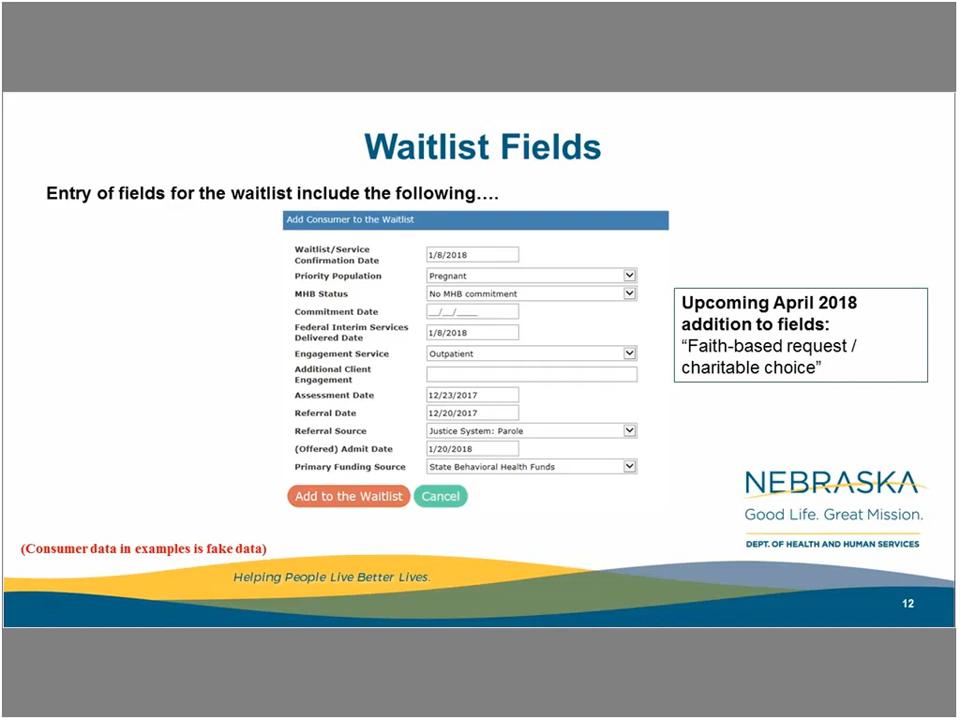 Waitlist Fields
Entry of fields for the waitlist include the following….
Add Consumer to the Waitlist
Waitlist/Service
Confirmation Date
1/8/2018
Priority Population
Pregnant
MHB Status
No MHB commitment
Commitment Date
__/__/____
Federal Interim Services
Delivered Date
1/8/2018
Engagement Service
Outpatient
Additional Client
Engagement
Assessment Date
12/23/2017
Referral Date
12/20/2017
Referral Source
Justice System: Parole
(Offered) Admit Date
1/20/2018
Primary Funding Source
State Behavioral Health Funds
Add to the Waitlist
Cancel
Upcoming April 2018
addition to fields:
“Faith-based request /
charitable choice”
NEBRASKA
Good Life. Great Mission.
DEPT. OF HEALTH AND HUMAN SERVICES
(Consumer data in examples is fake data)
Helping People Live Better Lives.
12